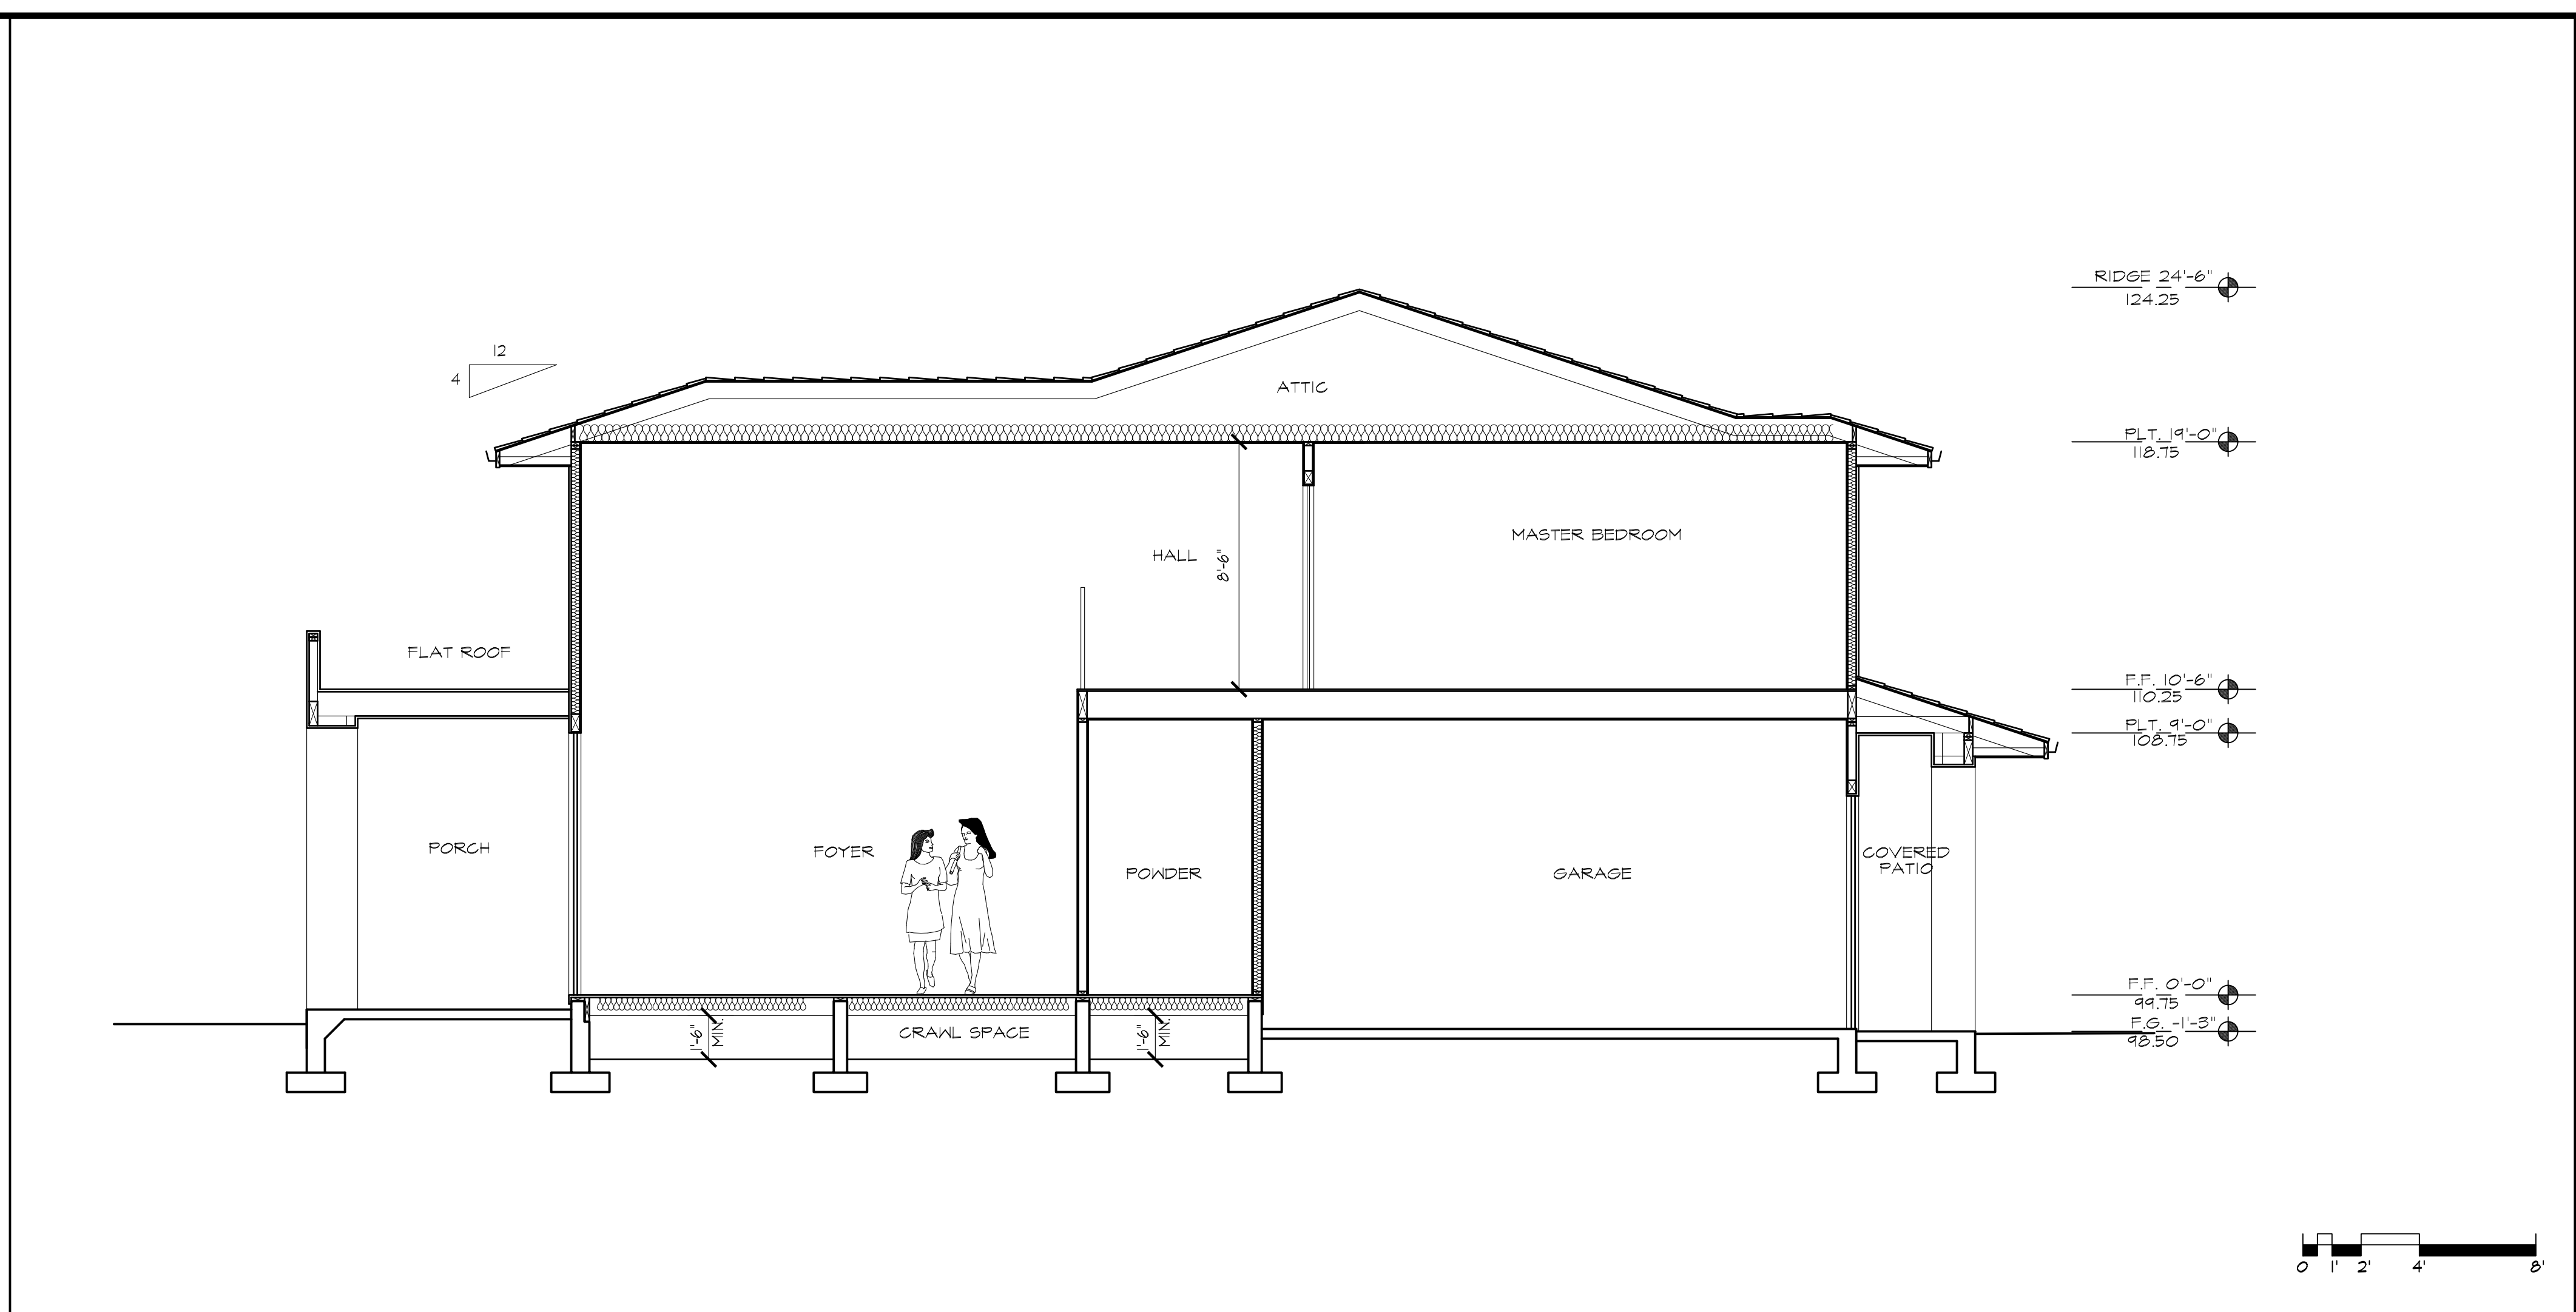 RIDGE 24'-6"
124.25
12
4
ATTIC
PLT. 19'-0"
118.75
MASTER BEDROOM
HALL
8'-6"
FLAT ROOF
F.F. 10'-6"
110.25
PLT. 9'-0"
108.75
PORCH
FOYER
POWDER
GARAGE
COVERED
PATIO
F.F. 0'-0"
99.75
F.G. -1'-3"
98.50
1'-6"
MIN.
CRAWL SPACE
1'-6"
MIN.
0 1' 2' 4' 8'